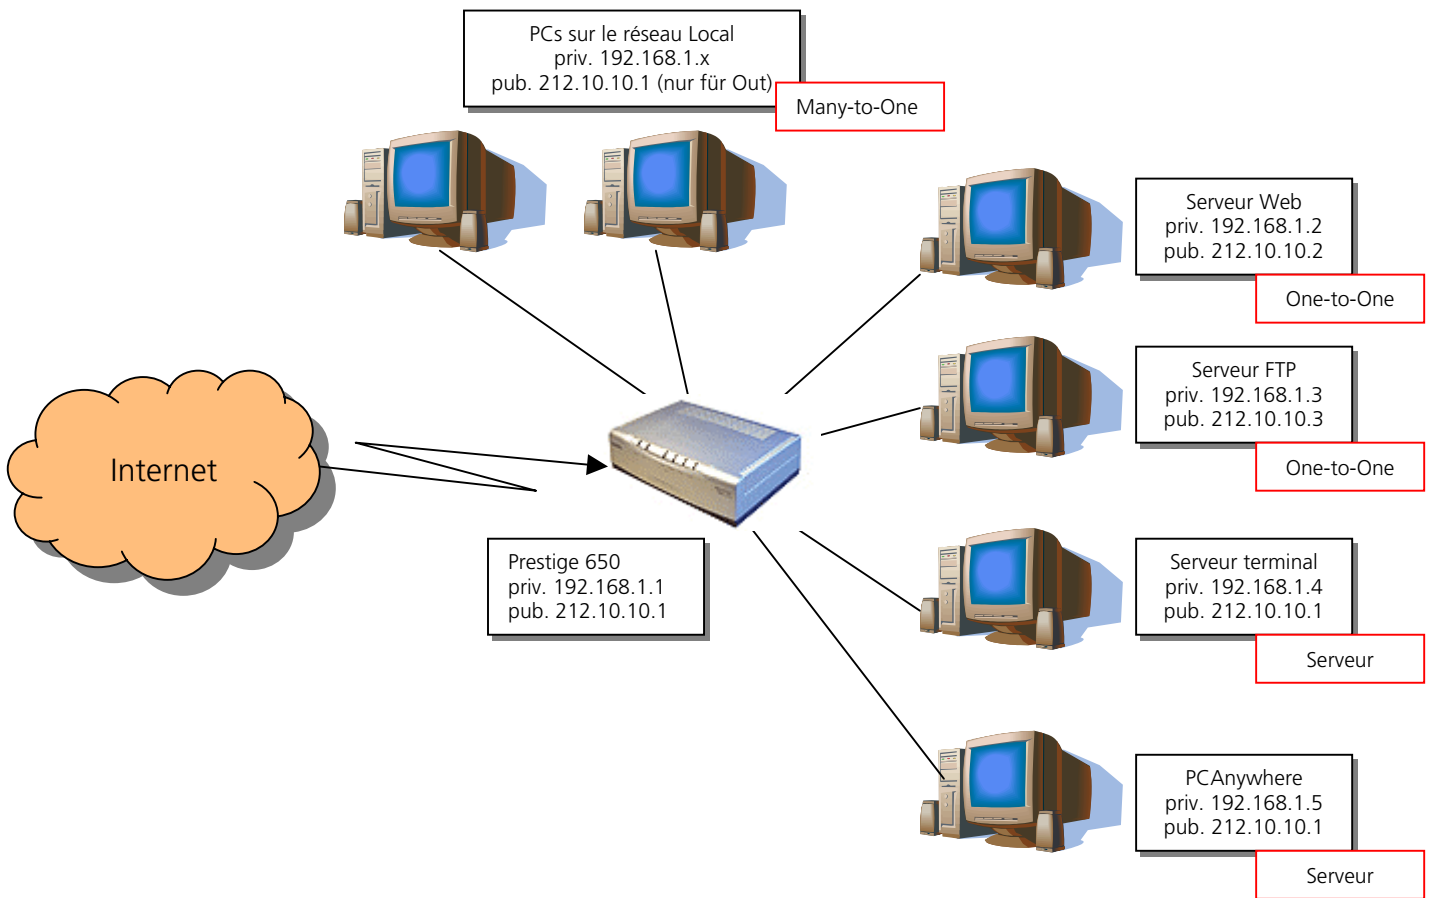 PCs sur le réseau Local
priv. 192.168.1.x
pub. 212.10.10.1 (nur für Out)
Many-to-One
Serveur Web
priv. 192.168.1.2
pub. 212.10.10.2
One-to-One
Serveur FTP
priv. 192.168.1.3
pub. 212.10.10.3
One-to-One
Internet
Prestige 650
priv. 192.168.1.1
pub. 212.10.10.1
Serveur terminal
priv. 192.168.1.4
pub. 212.10.10.1
Serveur
PCAnywhere
priv. 192.168.1.5
pub. 212.10.10.1
Serveur